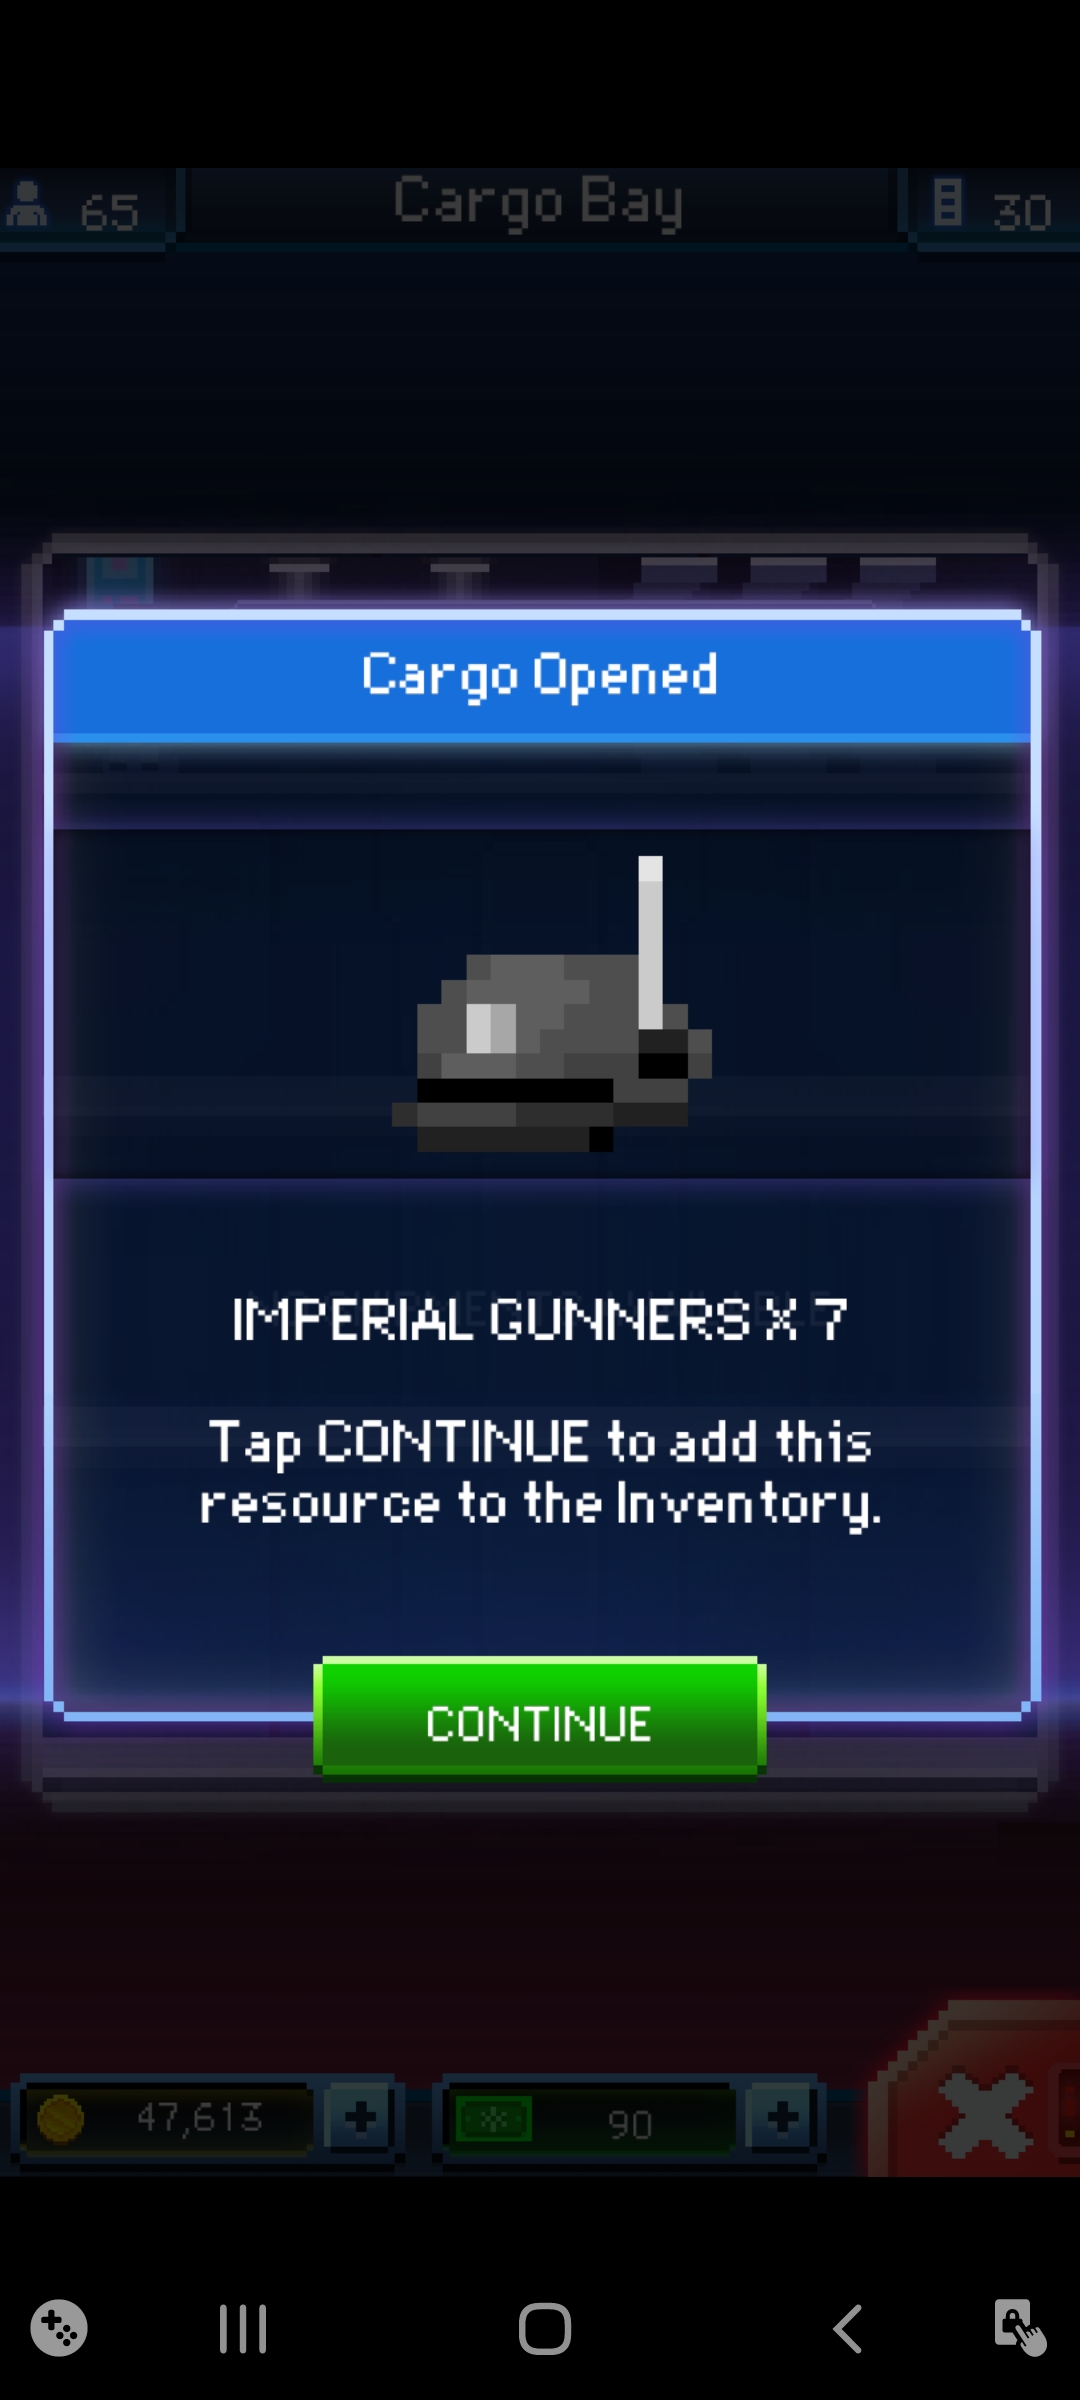 65
Cargo Bay
30
Cargo Opened
IMPERIAL GUNNERS X 7
Tap CONTINUE to add this
resource to the Inventory.
CONTINUE
47,613
90